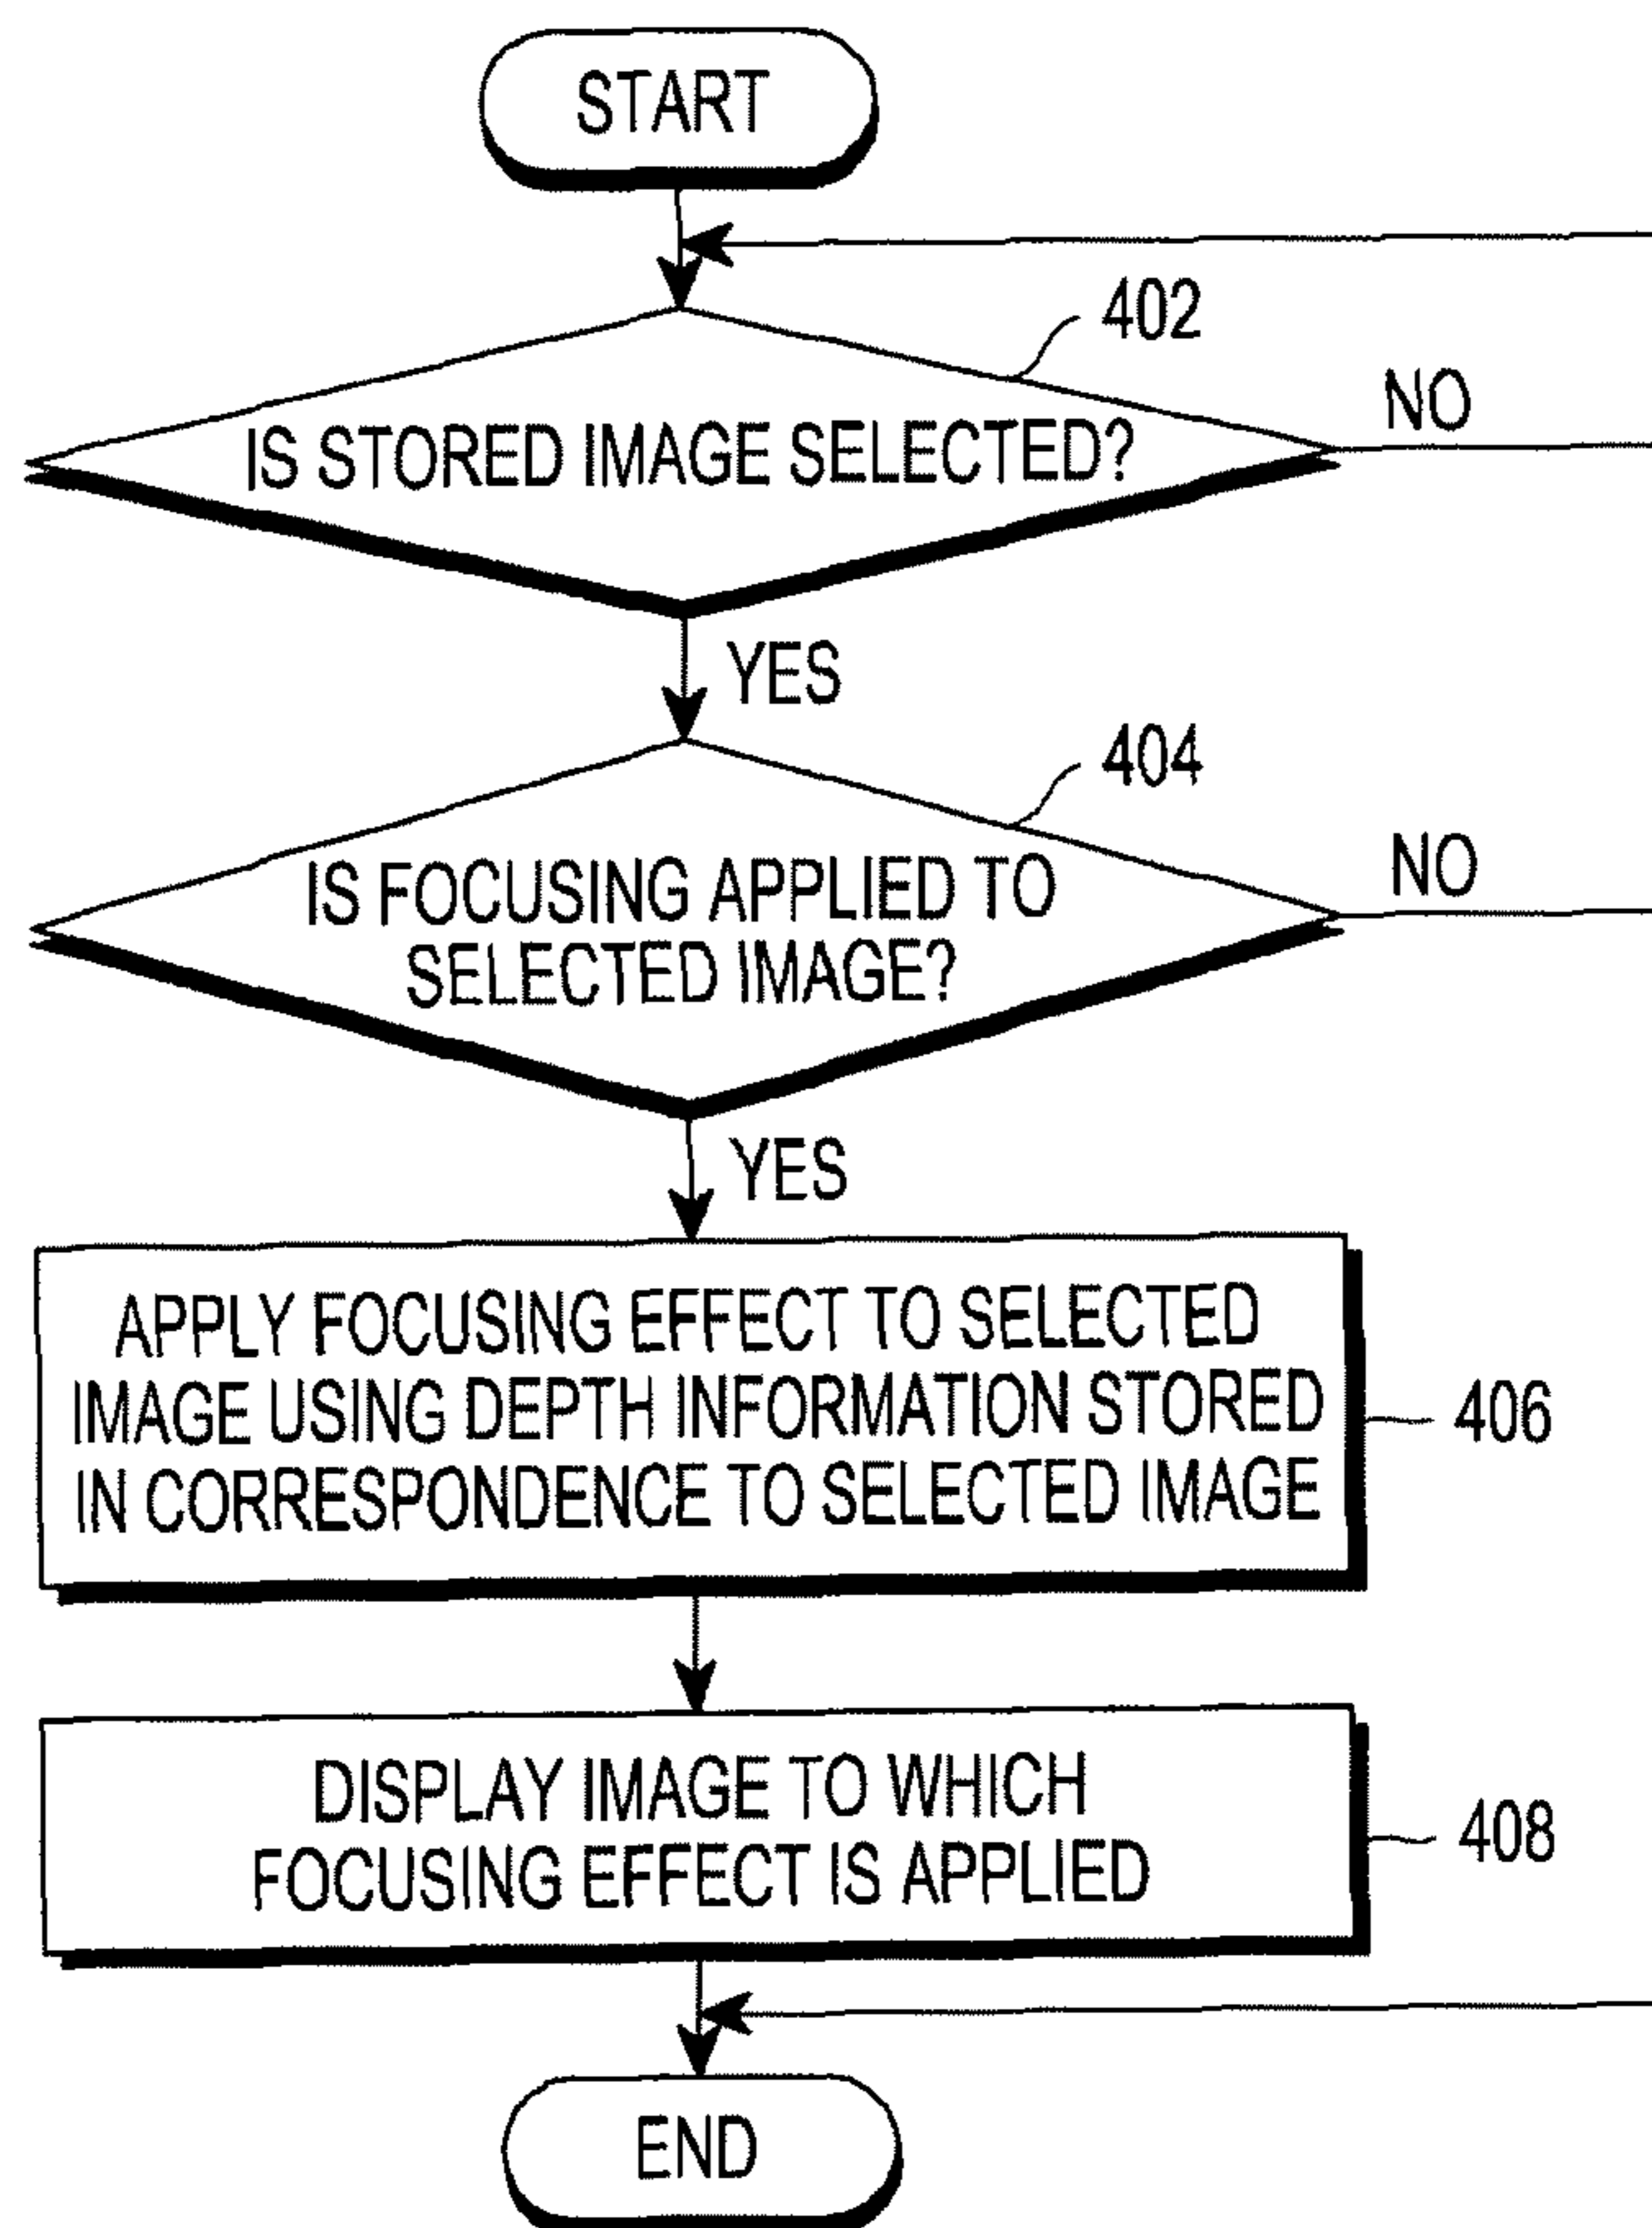 START
402
IS STORED IMAGE SELECTED?
NO
YES
404
IS FOCUSING APPLIED TO
SELECTED IMAGE?
NO
YES
APPLY FOCUSING EFFECT TO SELECTED
IMAGE USING DEPTH INFORMATION STORED
IN CORRESPONDENCE TO SELECTED IMAGE
406
DISPLAY IMAGE TO WHICH
FOCUSING EFFECT IS APPLIED
408
END